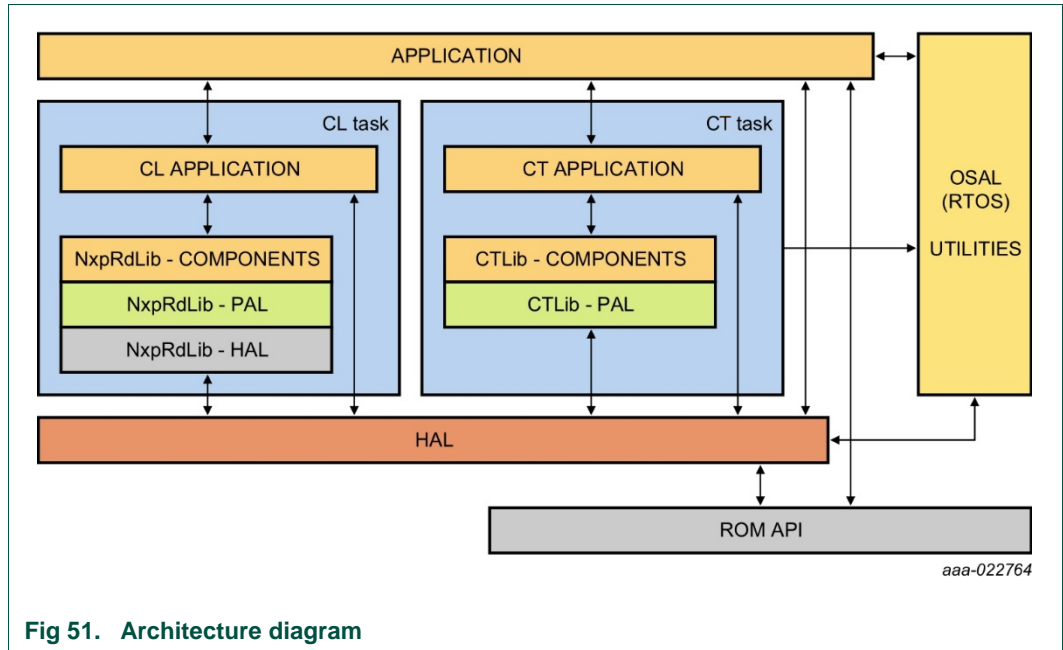 APPLICATION
CL task
CL APPLICATION
NxpRdLib - COMPONENTS
NxpRdLib - PAL
NxpRdLib - HAL
CT task
CT APPLICATION
CTLib - COMPONENTS
CTLib - PAL
OSAL
(RTOS)
UTILITIES
HAL
ROM API
aaa-022764
Fig 51. Architecture diagram